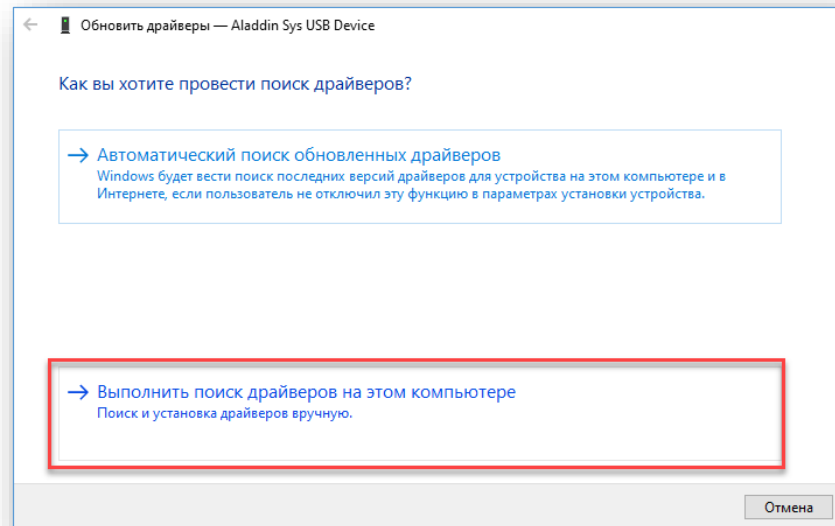 Обновить драйверы — Aladdin Sys USB Device
Как вы хотите провести поиск драйверов?
Автоматический поиск обновленных драйверов
Windows будет вести поиск последних версий драйверов для устройства на этом компьютере и в
Интернете, если пользователь не отключил эту функцию в параметрах установки устройства.
Выполнить поиск драйверов на этом компьютере
Поиск и установка драйверов вручную.
Отмена